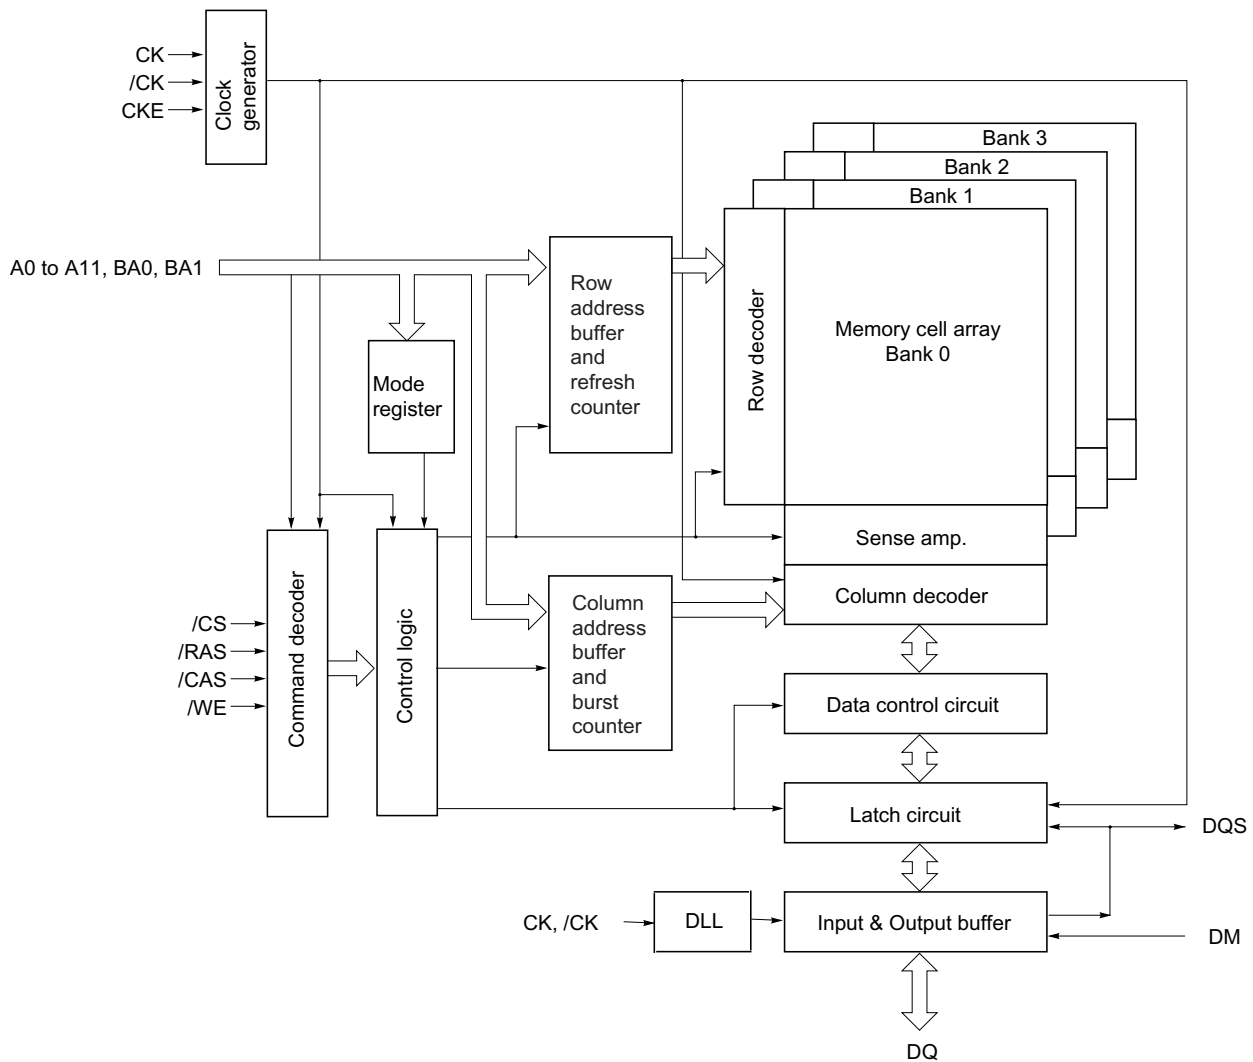 CK
/CK
CKE
Clock
generator
Bank 3
Bank 2
Bank 1
A0 to A11, BA0, BA1
Row
address
buffer
and
refresh
counter
Row decoder
Memory cell array
Bank 0
Mode
register
Sense amp.
Column decoder
/CS
/RAS
/CAS
/WE
Command decoder
Control logic
Column
address
buffer
and
burst
counter
Data control circuit
Latch circuit
DQS
CK, /CK
DLL
Input & Output buffer
DM
DQ